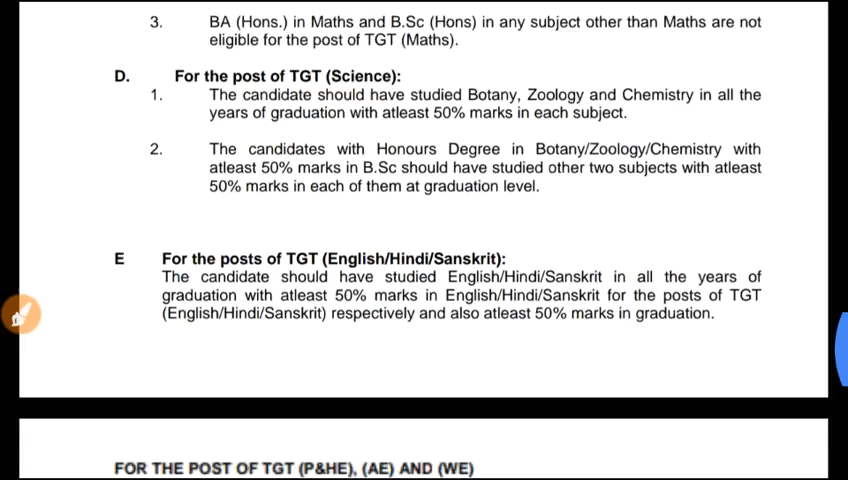 3. BA (Hons.) in Maths and B.Sc (Hons) in any subject other than Maths are not
eligible for the post of TGT (Maths).
D. For the post of TGT (Science):
1. The candidate should have studied Botany, Zoology and Chemistry in all the
years of graduation with atleast 50% marks in each subject.
2. The candidates with Honours Degree in Botany/Zoology/Chemistry with
atleast 50% marks in B.Sc should have studied other two subjects with atleast
50% marks in each of them at graduation level.
E For the posts of TGT (English/Hindi/Sanskrit):
The candidate should have studied English/Hindi/Sanskrit in all the years of
graduation with atleast 50% marks in English/Hindi/Sanskrit for the posts of TGT
(English/Hindi/Sanskrit) respectively and also atleast 50% marks in graduation.
FOR THE POST OF TGT (P&HE), (AE) AND (WE)